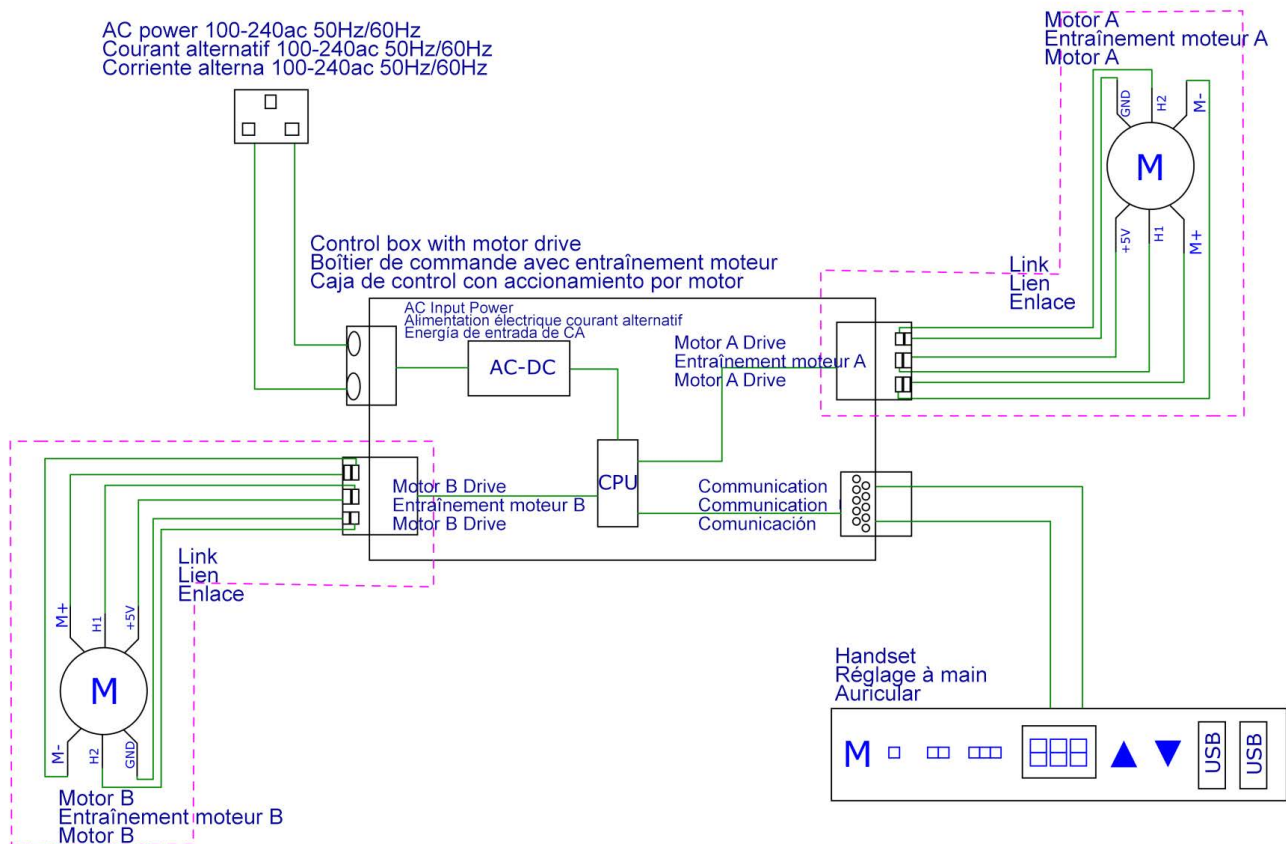 AC power 100-240ac 50Hz/60Hz
Courant alternatif 100-240ac 50Hz/60Hz
Corriente alterna 100-240ac 50Hz/60Hz
Motor A
Entraînement moteur A
Motor A
GND
H2
M-
M
+5V
H1
M+
Link
Lien
Enlace
Control box with motor drive
Boîtier de commande avec entraînement moteur
Caja de control con accionamiento por motor
AC Input Power
Alimentation électrique courant alternatif
Energía de entrada de CA
AC-DC
Motor A Drive
Entraînement moteur A
Motor A Drive
CPU
Motor B Drive
Entraînement moteur B
Motor B Drive
Communication
Communication
Comunicación
Link
Lien
Enlace
M+
H1
+5V
M
M-
H2
GND
Motor B
Entraînement moteur B
Motor B
Handset
Réglage à main
Auricular
M
USB
USB